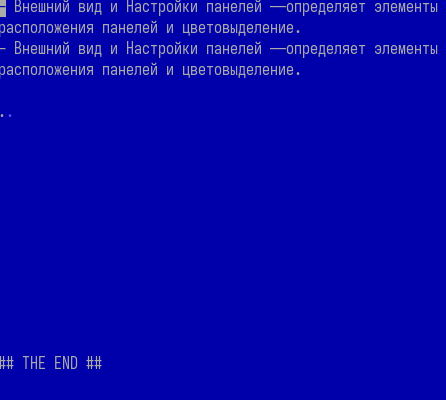 - Внешний вид и Настройки панелей ──определяет элементы
расположения панелей и цветовыделение.
- Внешний вид и Настройки панелей ──определяет элементы
расположения панелей и цветовыделение.
..
## THE END ##